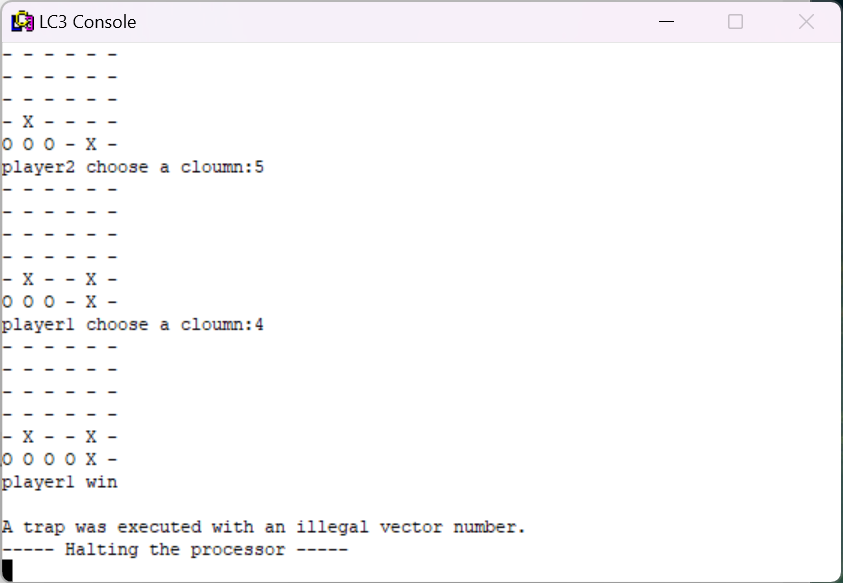 LC3 Console
- - - - - -
- - - - - -
- - - - - -
- X - - - -
O O O - X -
player2 choose a cloumn:5
- - - - - -
- - - - - -
- - - - - -
- - - - - -
- X - - X -
O O O - X -
player1 choose a cloumn:4
- - - - - -
- - - - - -
- - - - - -
- - - - - -
- X - - X -
O O O O X -
player1 win
A trap was executed with an illegal vector number.
----- Halting the processor -----